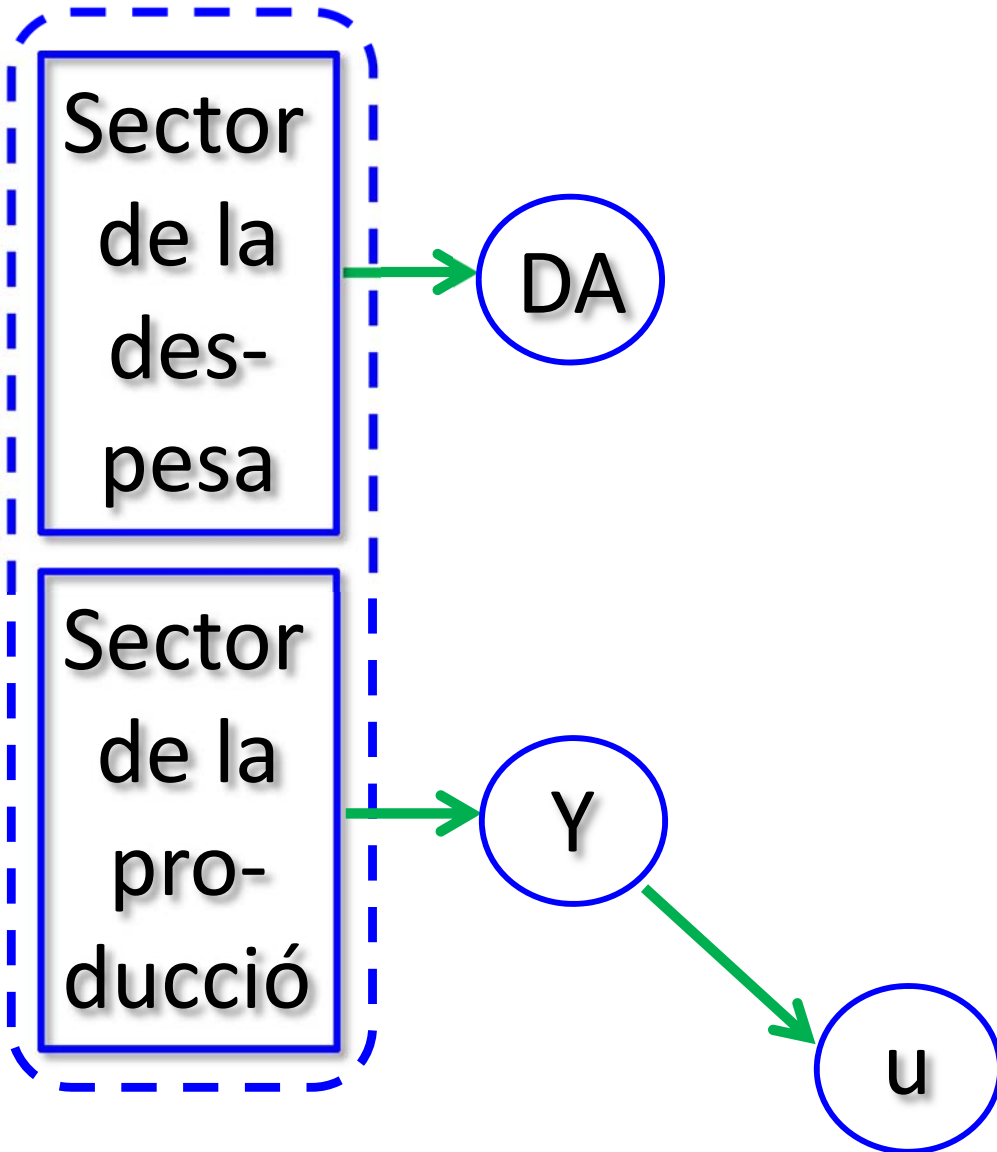 Sector
de la
des-
pesa
DA
Sector
de la
pro-
ducció
Y
u